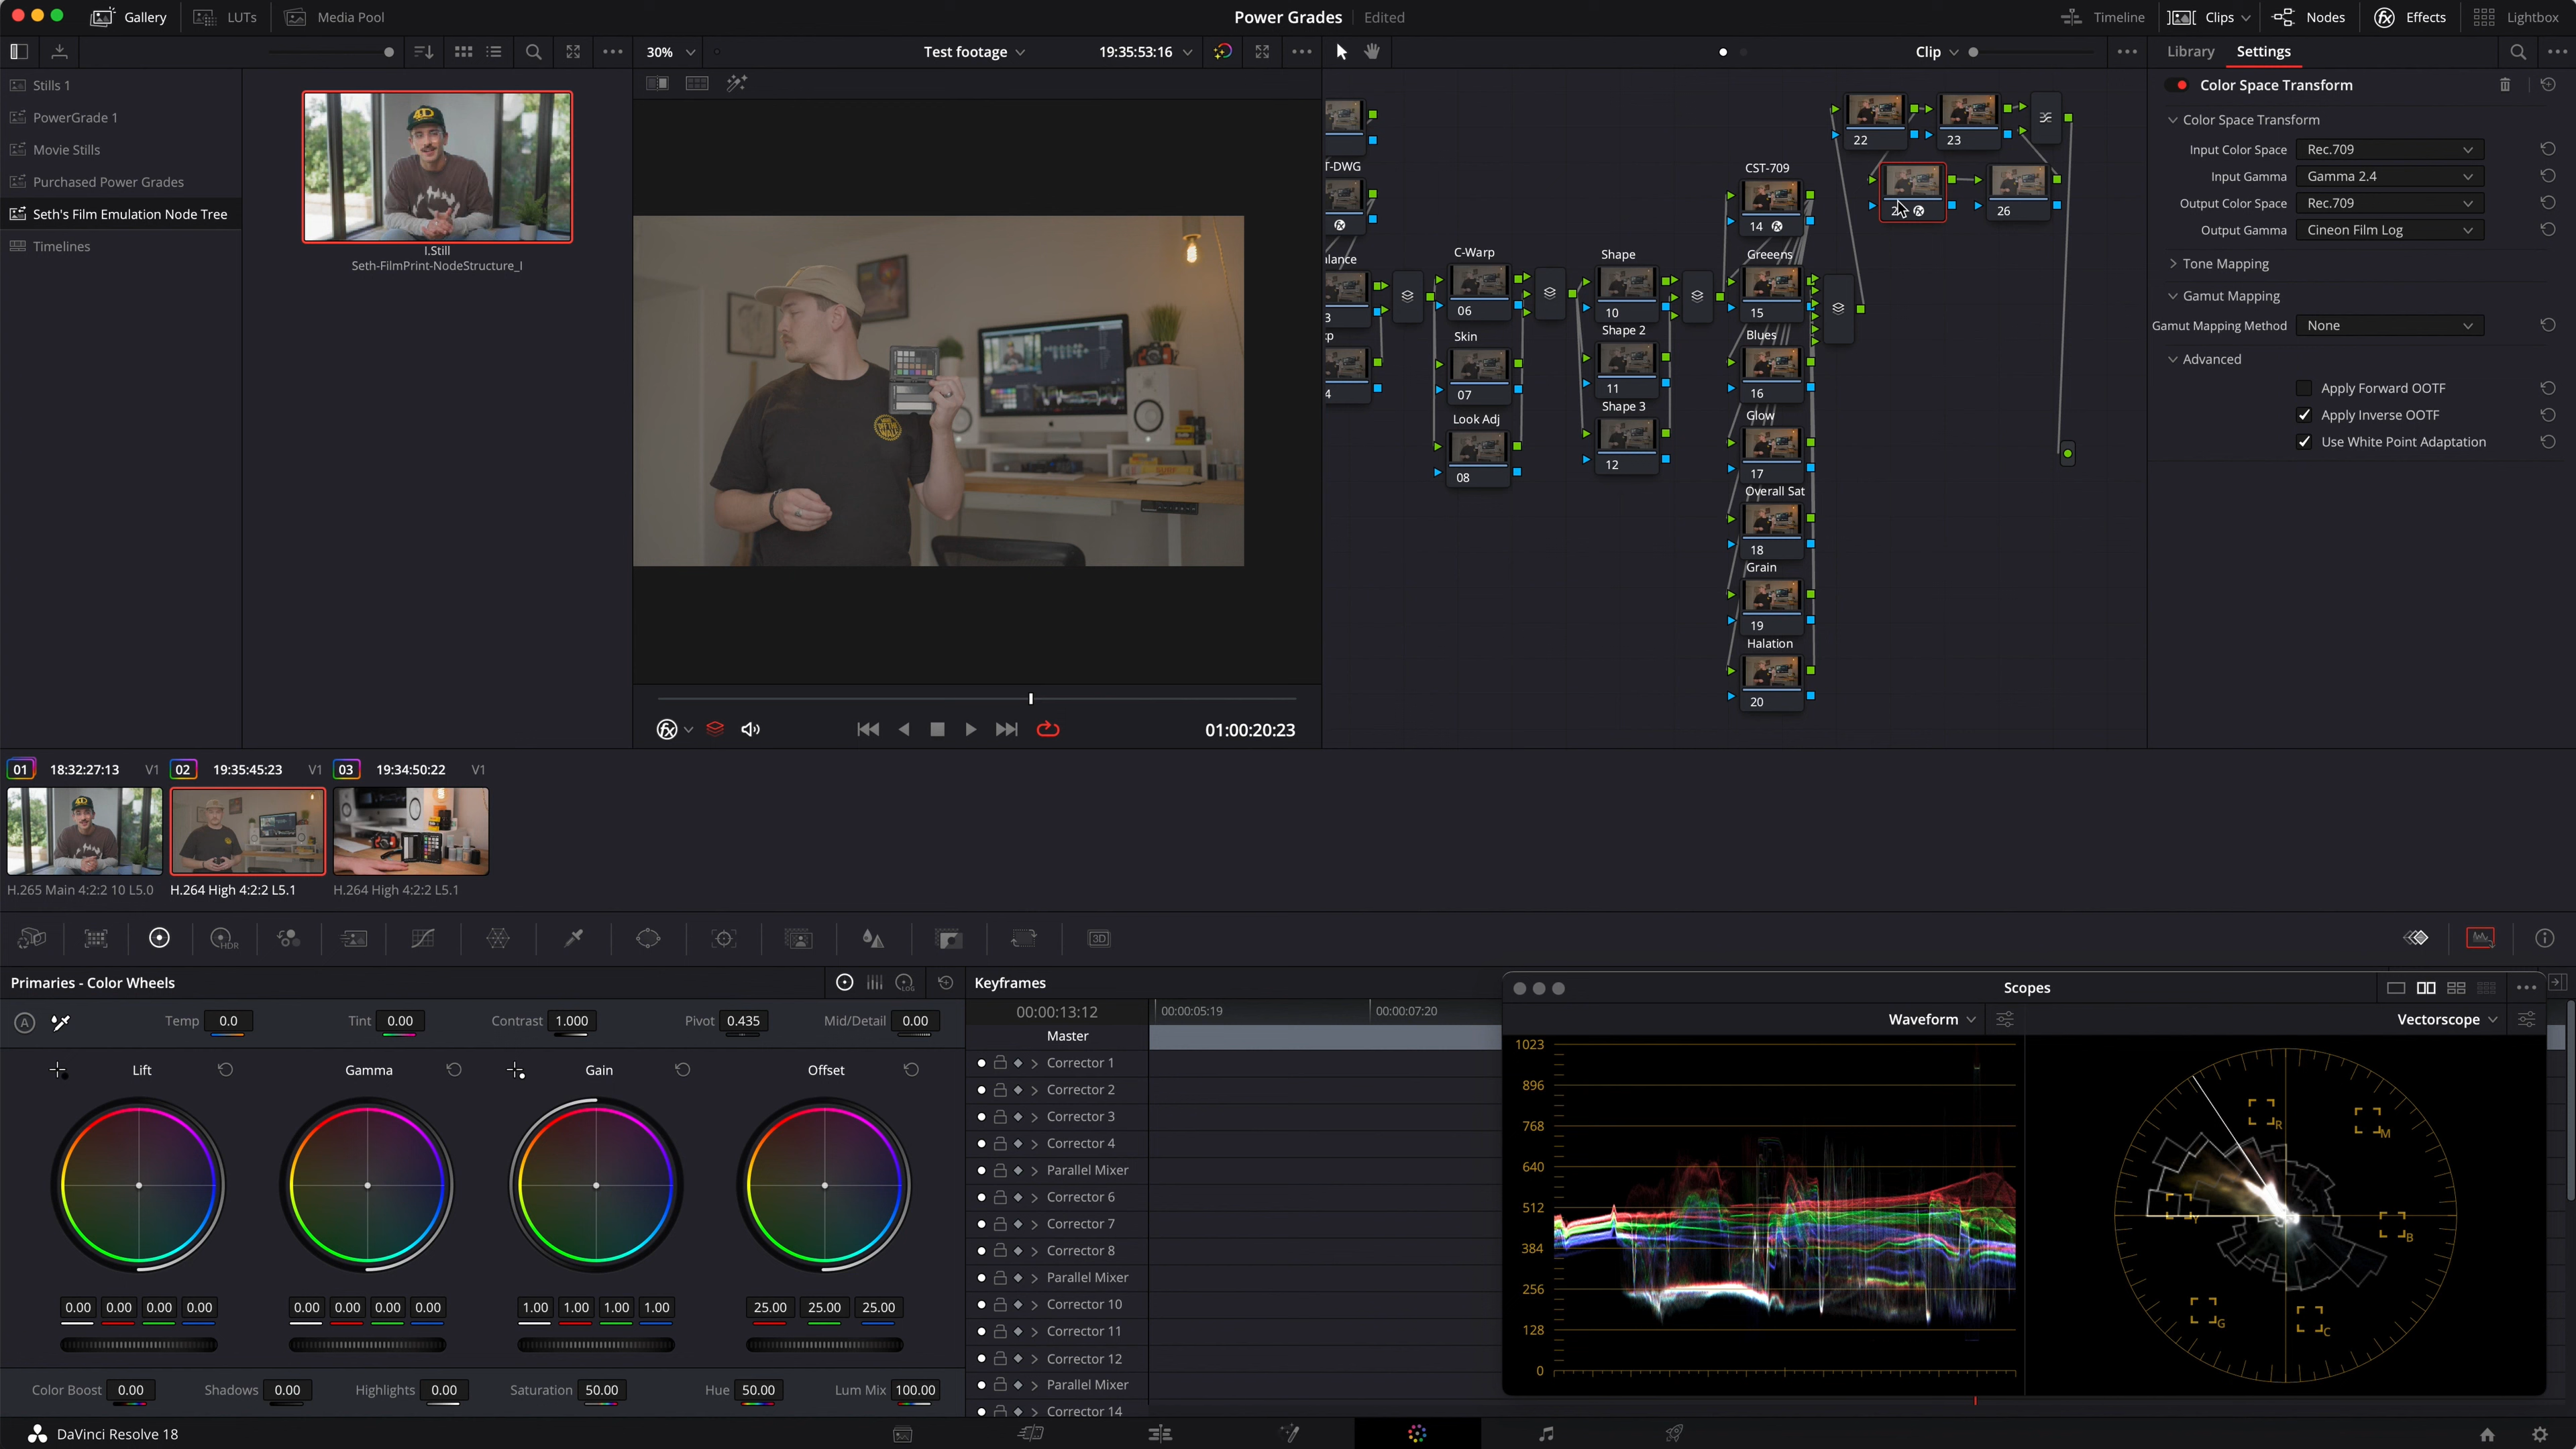 Gallery LUTs Media Pool Power Grades Edited Timeline Clips Nodes Effects Lightbox
30% Test footage 19:35:53:16 Clip Library Settings
Stills 1
PowerGrade 1
Movie Stills
Purchased Power Grades
Seth's Film Emulation Node Tree
Timelines
I.Still
Seth-FilmPrint-NodeStructure_I
4D
OFF THE WALL
01:00:20:23
T-DWG
lance
3
4
C-Warp
06
Skin
07
Look Adj
08
Shape
10
Shape 2
11
Shape 3
12
CST-709
14
Greeens
15
Blues
16
Glow
17
Overall Sat
18
Grain
19
Halation
20
22
23
26
Color Space Transform
Color Space Transform
Input Color Space Rec.709
Input Gamma Gamma 2.4
Output Color Space Rec.709
Output Gamma Cineon Film Log
Tone Mapping
Gamut Mapping
Gamut Mapping Method None
Advanced
Apply Forward OOTF
Apply Inverse OOTF
Use White Point Adaptation
01 18:32:27:13 V1 02 19:35:45:23 V1 03 19:34:50:22 V1
H.265 Main 4:2:2 10 L5.0 H.264 High 4:2:2 L5.1 H.264 High 4:2:2 L5.1
HDR
3D
Primaries - Color Wheels
LOG
A Temp 0.0 Tint 0.00 Contrast 1.000 Pivot 0.435 Mid/Detail 0.00
Lift Gamma Gain Offset
0.00 0.00 0.00 0.00 0.00 0.00 0.00 0.00 1.00 1.00 1.00 1.00 25.00 25.00 25.00
Color Boost 0.00 Shadows 0.00 Highlights 0.00 Saturation 50.00 Hue 50.00 Lum Mix 100.00
Keyframes
00:00:13:12 00:00:05:19 00:00:07:20
Master
Corrector 1
Corrector 2
Corrector 3
Corrector 4
Parallel Mixer
Corrector 6
Corrector 7
Corrector 8
Parallel Mixer
Corrector 10
Corrector 11
Corrector 12
Parallel Mixer
Corrector 14
Scopes
Waveform Vectorscope
1023
896
768
640
512
384
256
128
0
R
M
Y
B
G
C
DaVinci Resolve 18